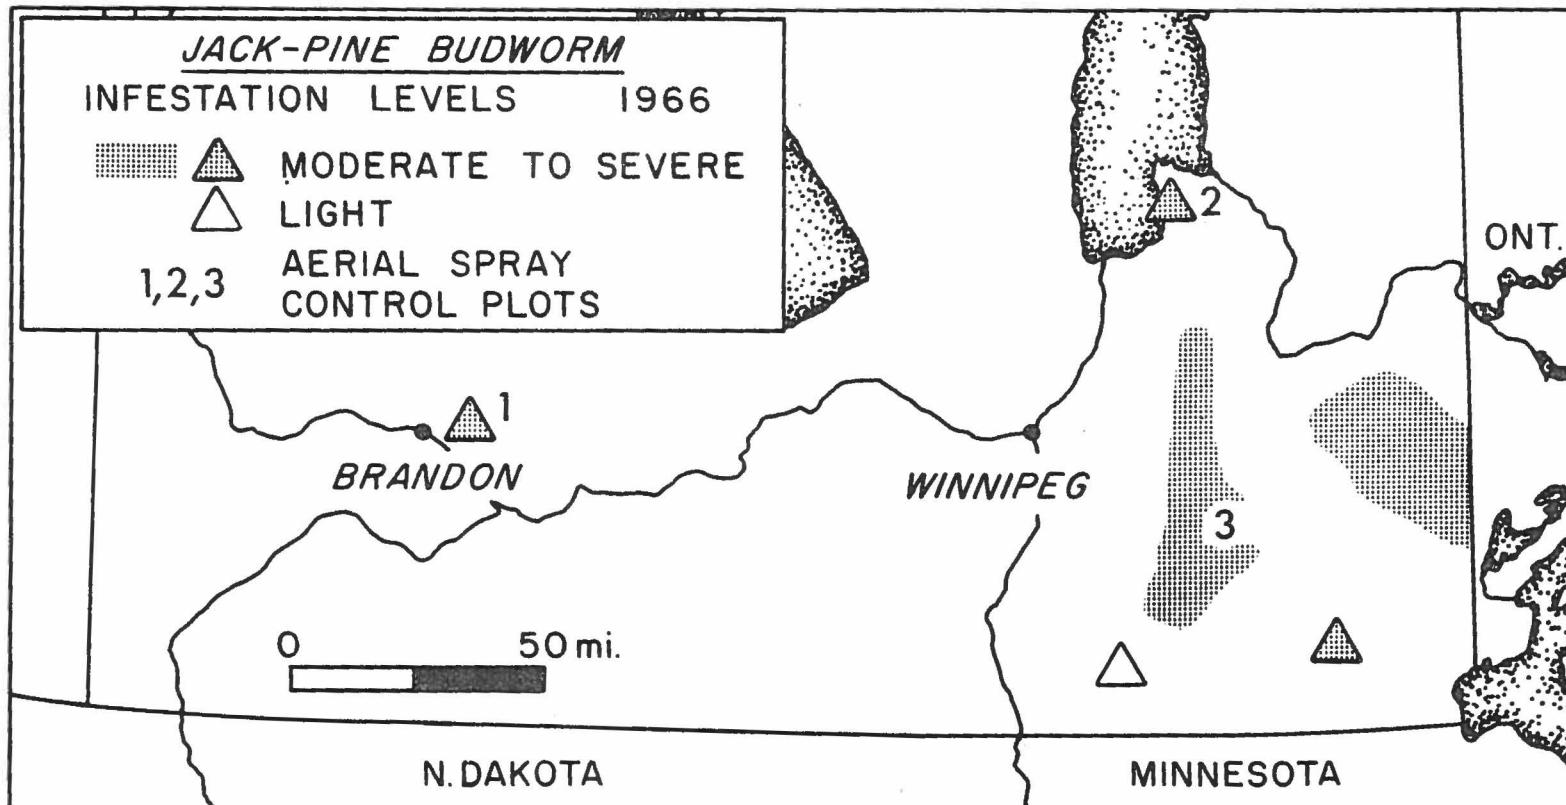 JACK-PINE BUDWORM
INFESTATION LEVELS 1966
MODERATE TO SEVERE
LIGHT
1,2,3 AERIAL SPRAY
CONTROL PLOTS
2
ONT.
1
BRANDON
WINNIPEG
3
0 50 mi.
N. DAKOTA
MINNESOTA